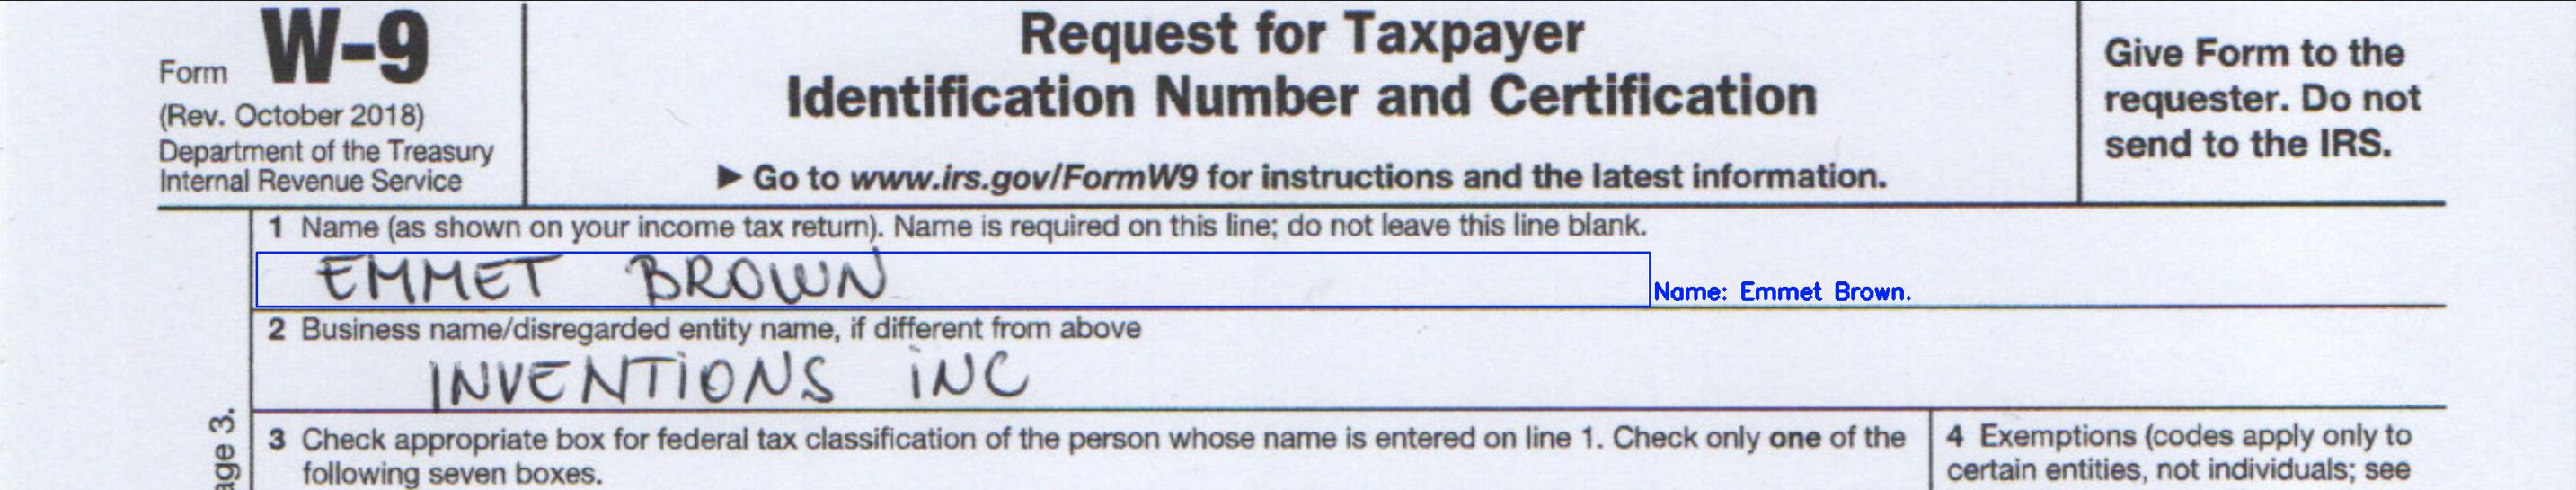 Form W-9
(Rev. October 2018)
Department of the Treasury
Internal Revenue Service
Request for Taxpayer
Identification Number and Certification
▶ Go to www.irs.gov/FormW9 for instructions and the latest information.
Give Form to the
requester. Do not
send to the IRS.
1 Name (as shown on your income tax return). Name is required on this line; do not leave this line blank.
EMMET BROWN
Name: Emmet Brown.
2 Business name/disregarded entity name, if different from above
INVENTIONS INC
age 3.
3 Check appropriate box for federal tax classification of the person whose name is entered on line 1. Check only one of the
following seven boxes.
4 Exemptions (codes apply only to
certain entities, not individuals; see